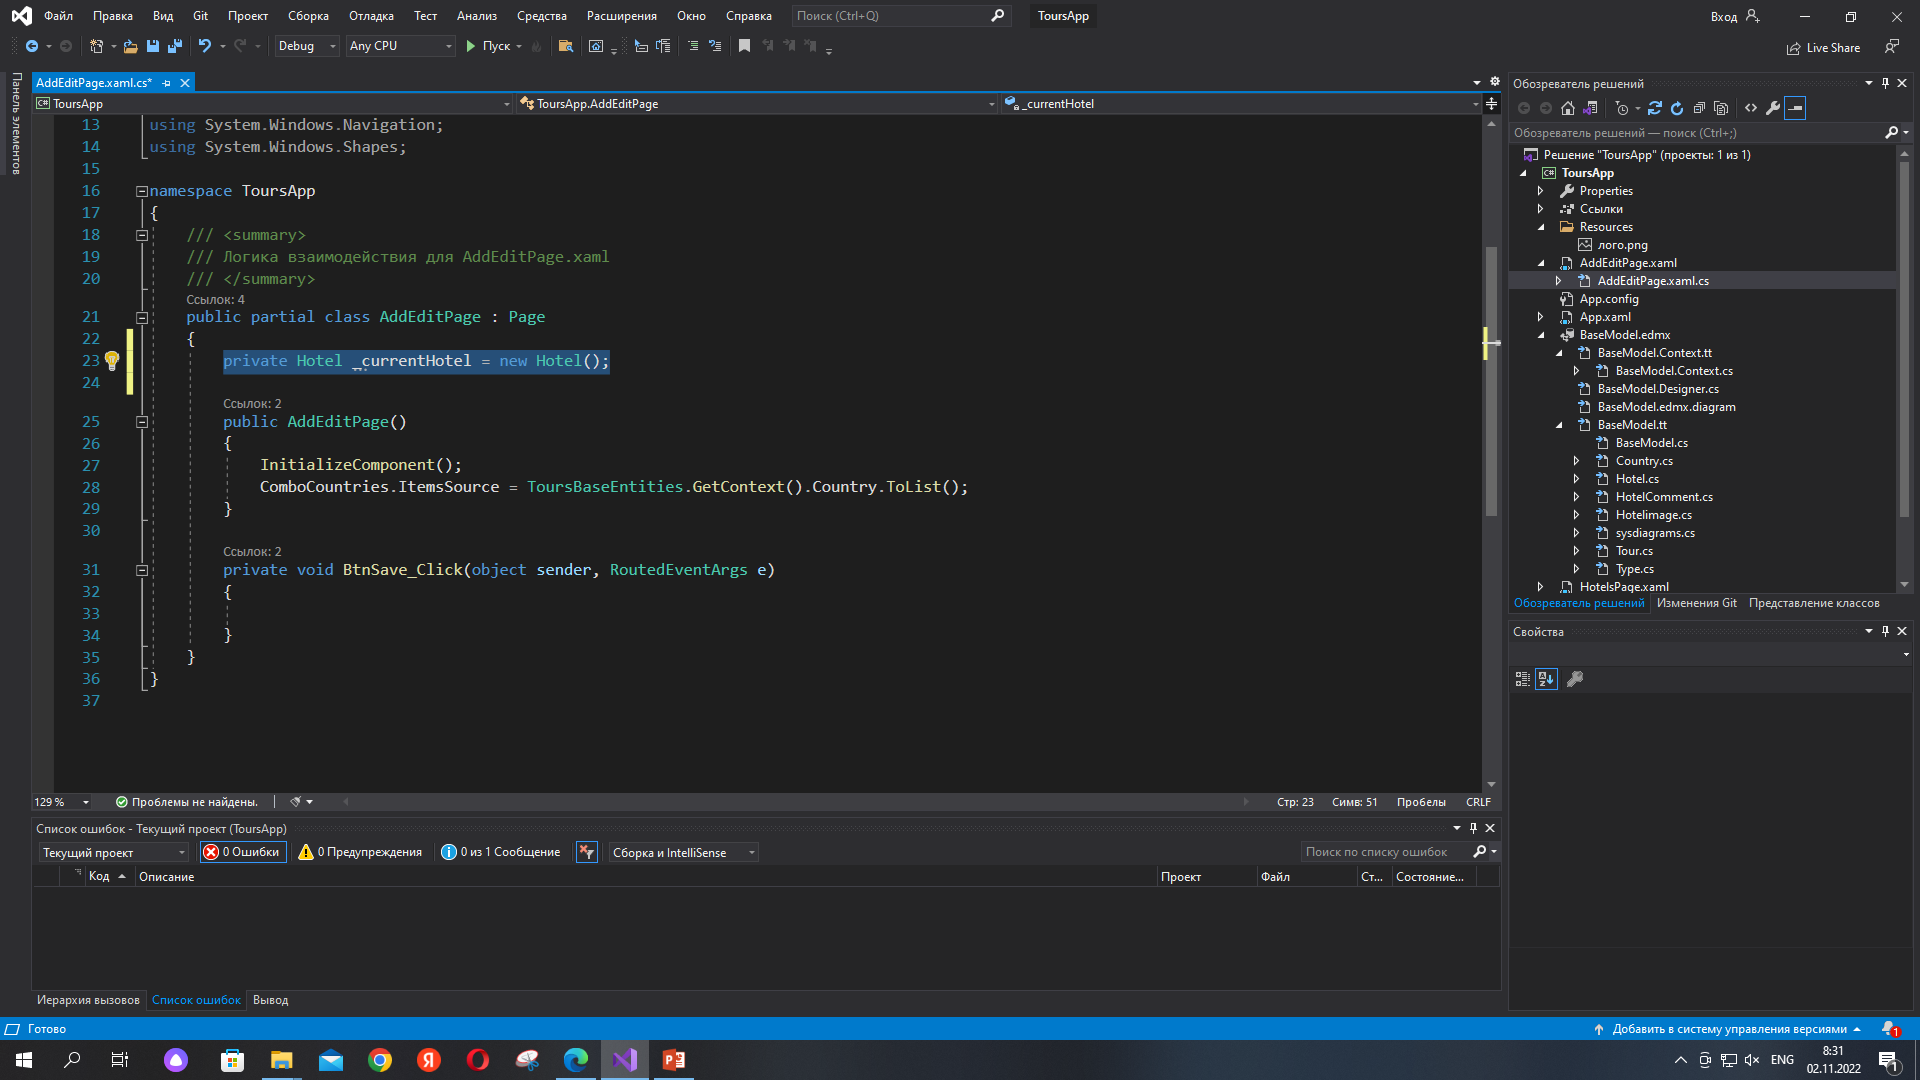 Файл Правка Вид Git Проект Сборка Отладка Тест Анализ Средства Расширения Окно Справка Поиск (Ctrl+Q) ToursApp Вход
Debug Any CPU Пуск Live Share
Панель элементов
AddEditPage.xaml.cs*
C# ToursApp ToursApp.AddEditPage _currentHotel
13 using System.Windows.Navigation;
14 using System.Windows.Shapes;
15
16 namespace ToursApp
17 {
18 /// <summary>
19 /// Логика взаимодействия для AddEditPage.xaml
20 /// </summary>
Ссылок: 4
21 public partial class AddEditPage : Page
22 {
23 private Hotel _currentHotel = new Hotel();
24
Ссылок: 2
25 public AddEditPage()
26 {
27 InitializeComponent();
28 ComboCountries.ItemsSource = ToursBaseEntities.GetContext().Country.ToList();
29 }
30
Ссылок: 2
31 private void BtnSave_Click(object sender, RoutedEventArgs e)
32 {
33
34 }
35 }
36 }
37
129 % Проблемы не найдены. Стр: 23 Симв: 51 Пробелы CRLF
Список ошибок - Текущий проект (ToursApp)
Текущий проект 0 Ошибки 0 Предупреждения 0 из 1 Сообщение Сборка и IntelliSense Поиск по списку ошибок
Код Описание Проект Файл Ст... Состояние...
Иерархия вызовов Список ошибок Вывод
Обозреватель решений
Обозреватель решений — поиск (Ctrl+;)
Решение "ToursApp" (проекты: 1 из 1)
C# ToursApp
Properties
Ссылки
Resources
лого.png
AddEditPage.xaml
AddEditPage.xaml.cs
App.config
App.xaml
BaseModel.edmx
BaseModel.Context.tt
BaseModel.Context.cs
BaseModel.Designer.cs
BaseModel.edmx.diagram
BaseModel.tt
BaseModel.cs
Country.cs
Hotel.cs
HotelComment.cs
Hotelimage.cs
sysdiagrams.cs
Tour.cs
Type.cs
HotelsPage.xaml
Обозреватель решений Изменения Git Представление классов
Свойства
Готово Добавить в систему управления версиями 1
ENG 8:31
02.11.2022 1